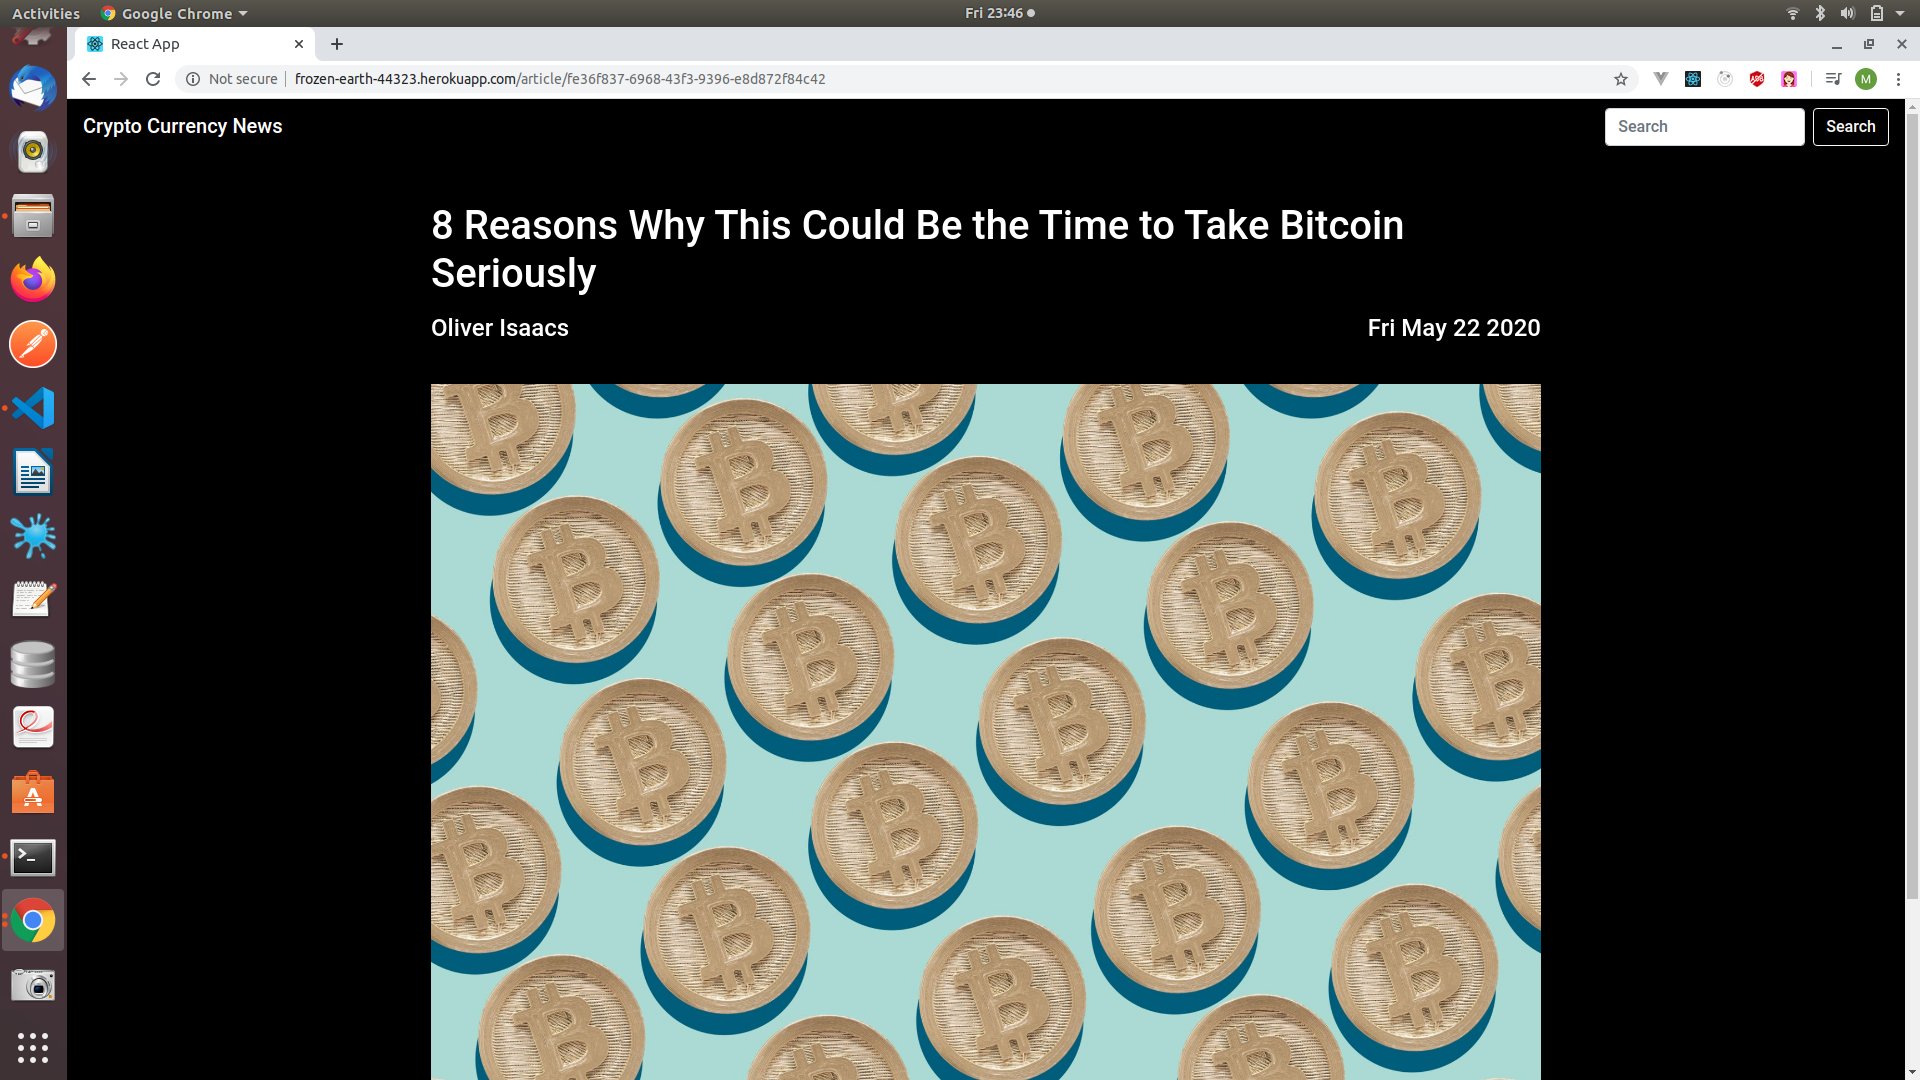 Activities
Google Chrome
Fri 23:46
React App
Not secure
frozen-earth-44323.herokuapp.com/article/fe36f837-6968-43f3-9396-e8d872f84c42
ABP
M
Crypto Currency News
Search
Search
8 Reasons Why This Could Be the Time to Take Bitcoin
Seriously
Oliver Isaacs
Fri May 22 2020